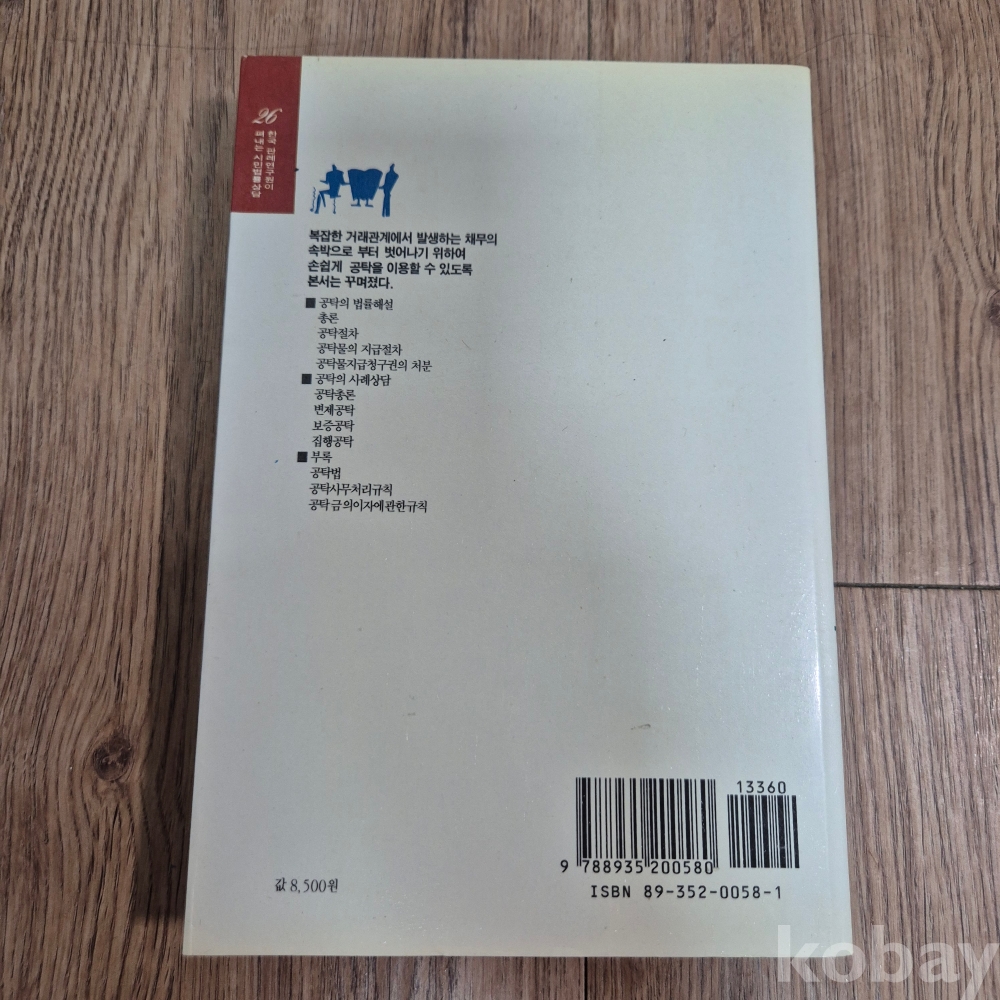 26
한국 판례연구원이
펴내는 시민법률상담
복잡한 거래관계에서 발생하는 채무의
속박으로 부터 벗어나기 위하여
손쉽게 공탁을 이용할 수 있도록
본서는 꾸며졌다.
■ 공탁의 법률해설
총론
공탁절차
공탁물의 지급절차
공탁물지급청구권의 처분
■ 공탁의 사례상담
공탁총론
변제공탁
보증공탁
집행공탁
■ 부록
공탁법
공탁사무처리규칙
공탁금의이자에관한규칙
13360
9 788935 200580
ISBN 89-352-0058-1
값 8,500원
kobay